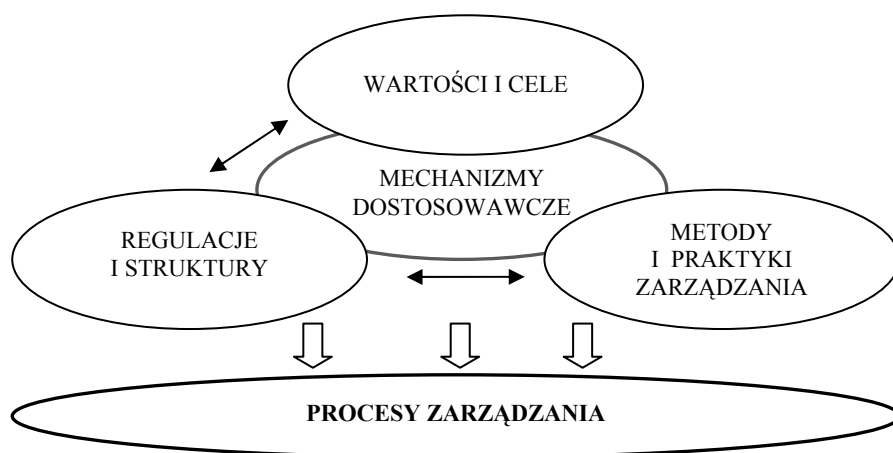 WARTOŚCI I CELE
MECHANIZMY
DOSTOSOWAWCZE
REGULACJE
I STRUKTURY
METODY
I PRAKTYKI
ZARZĄDZANIA
PROCESY ZARZĄDZANIA